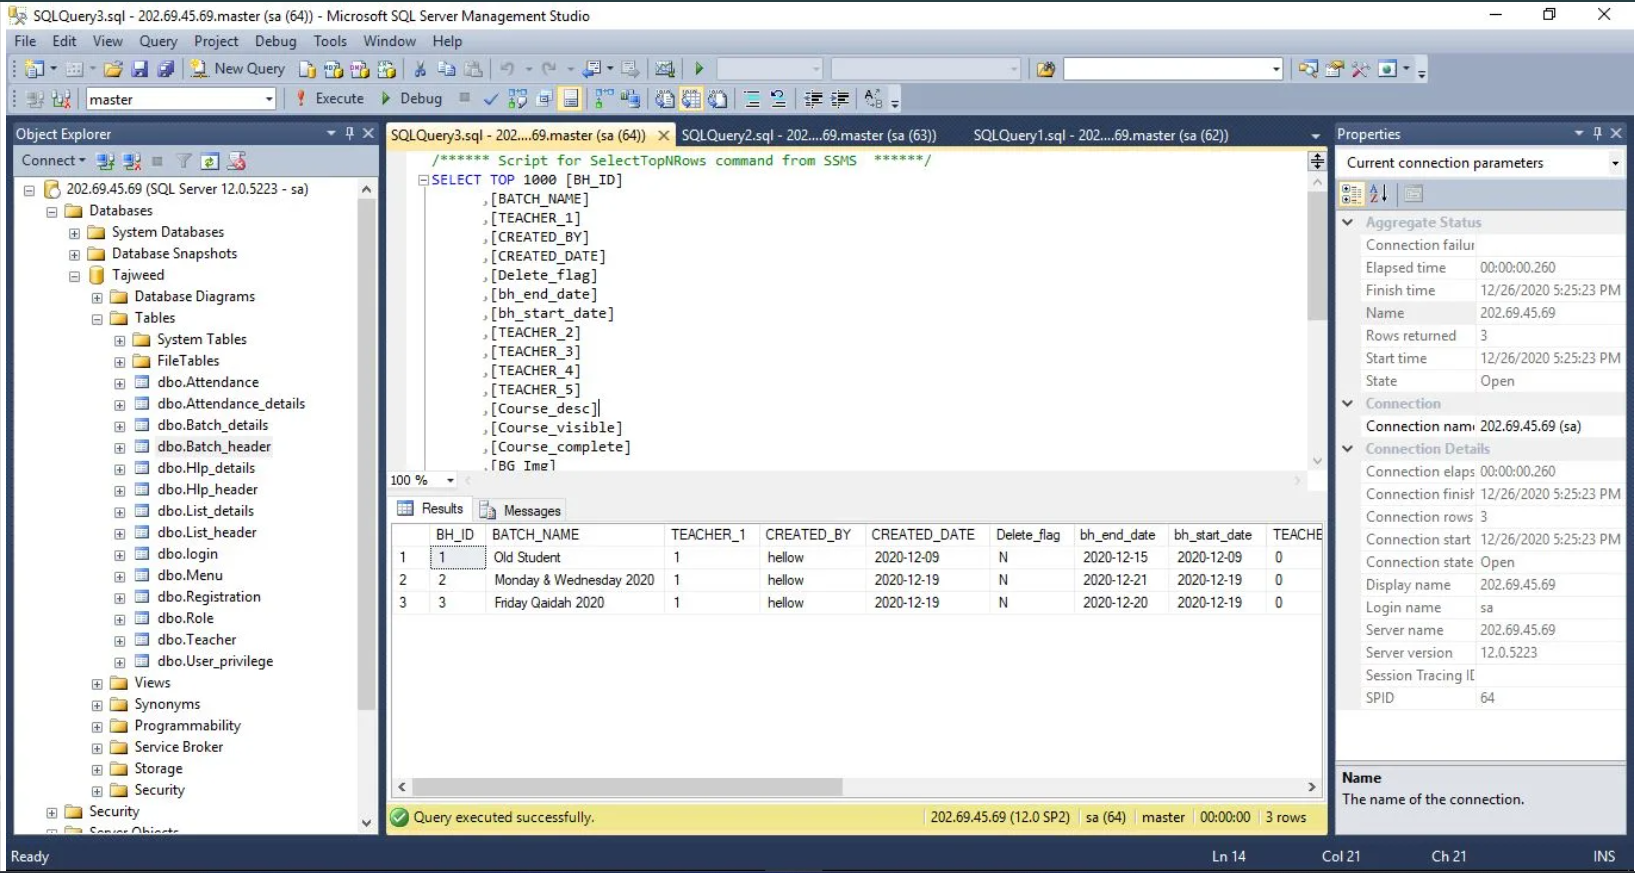 SQLQuery3.sql - 202.69.45.69.master (sa (64)) - Microsoft SQL Server Management Studio
File Edit View Query Project Debug Tools Window Help
New Query
master Execute Debug
Object Explorer
Connect
202.69.45.69 (SQL Server 12.0.5223 - sa)
Databases
System Databases
Database Snapshots
Tajweed
Database Diagrams
Tables
System Tables
FileTables
dbo.Attendance
dbo.Attendance_details
dbo.Batch_details
dbo.Batch_header
dbo.Hlp_details
dbo.Hlp_header
dbo.List_details
dbo.List_header
dbo.login
dbo.Menu
dbo.Registration
dbo.Role
dbo.Teacher
dbo.User_privilege
Views
Synonyms
Programmability
Service Broker
Storage
Security
Security
Server Objects
SQLQuery3.sql - 202....69.master (sa (64)) SQLQuery2.sql - 202....69.master (sa (63)) SQLQuery1.sql - 202....69.master (sa (62))
/****** Script for SelectTopNRows command from SSMS ******/
SELECT TOP 1000 [BH_ID]
,[BATCH_NAME]
,[TEACHER_1]
,[CREATED_BY]
,[CREATED_DATE]
,[Delete_flag]
,[bh_end_date]
,[bh_start_date]
,[TEACHER_2]
,[TEACHER_3]
,[TEACHER_4]
,[TEACHER_5]
,[Course_desc]
,[Course_visible]
,[Course_complete]
,[BG_Img]
100 %
Results Messages
BH_ID BATCH_NAME TEACHER_1 CREATED_BY CREATED_DATE Delete_flag bh_end_date bh_start_date TEACHE
1 1 Old Student 1 hellow 2020-12-09 N 2020-12-15 2020-12-09 0
2 2 Monday & Wednesday 2020 1 hellow 2020-12-19 N 2020-12-21 2020-12-19 0
3 3 Friday Qaidah 2020 1 hellow 2020-12-19 N 2020-12-20 2020-12-19 0
Query executed successfully. 202.69.45.69 (12.0 SP2) sa (64) master 00:00:00 3 rows
Properties
Current connection parameters
Aggregate Status
Connection failur
Elapsed time 00:00:00.260
Finish time 12/26/2020 5:25:23 PM
Name 202.69.45.69
Rows returned 3
Start time 12/26/2020 5:25:23 PM
State Open
Connection
Connection nam 202.69.45.69 (sa)
Connection Details
Connection elaps 00:00:00.260
Connection finish 12/26/2020 5:25:23 PM
Connection rows 3
Connection start 12/26/2020 5:25:23 PM
Connection state Open
Display name 202.69.45.69
Login name sa
Server name 202.69.45.69
Server version 12.0.5223
Session Tracing ID
SPID 64
Name
The name of the connection.
Ready Ln 14 Col 21 Ch 21 INS